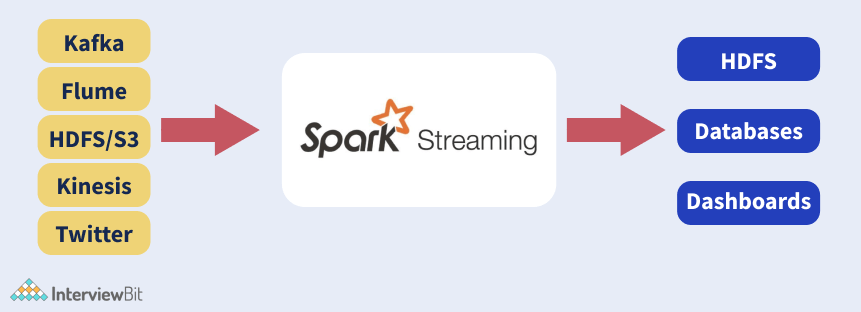 Kafka
Flume
HDFS/S3
Kinesis
Twitter
Spark Streaming
HDFS
Databases
Dashboards
InterviewBit